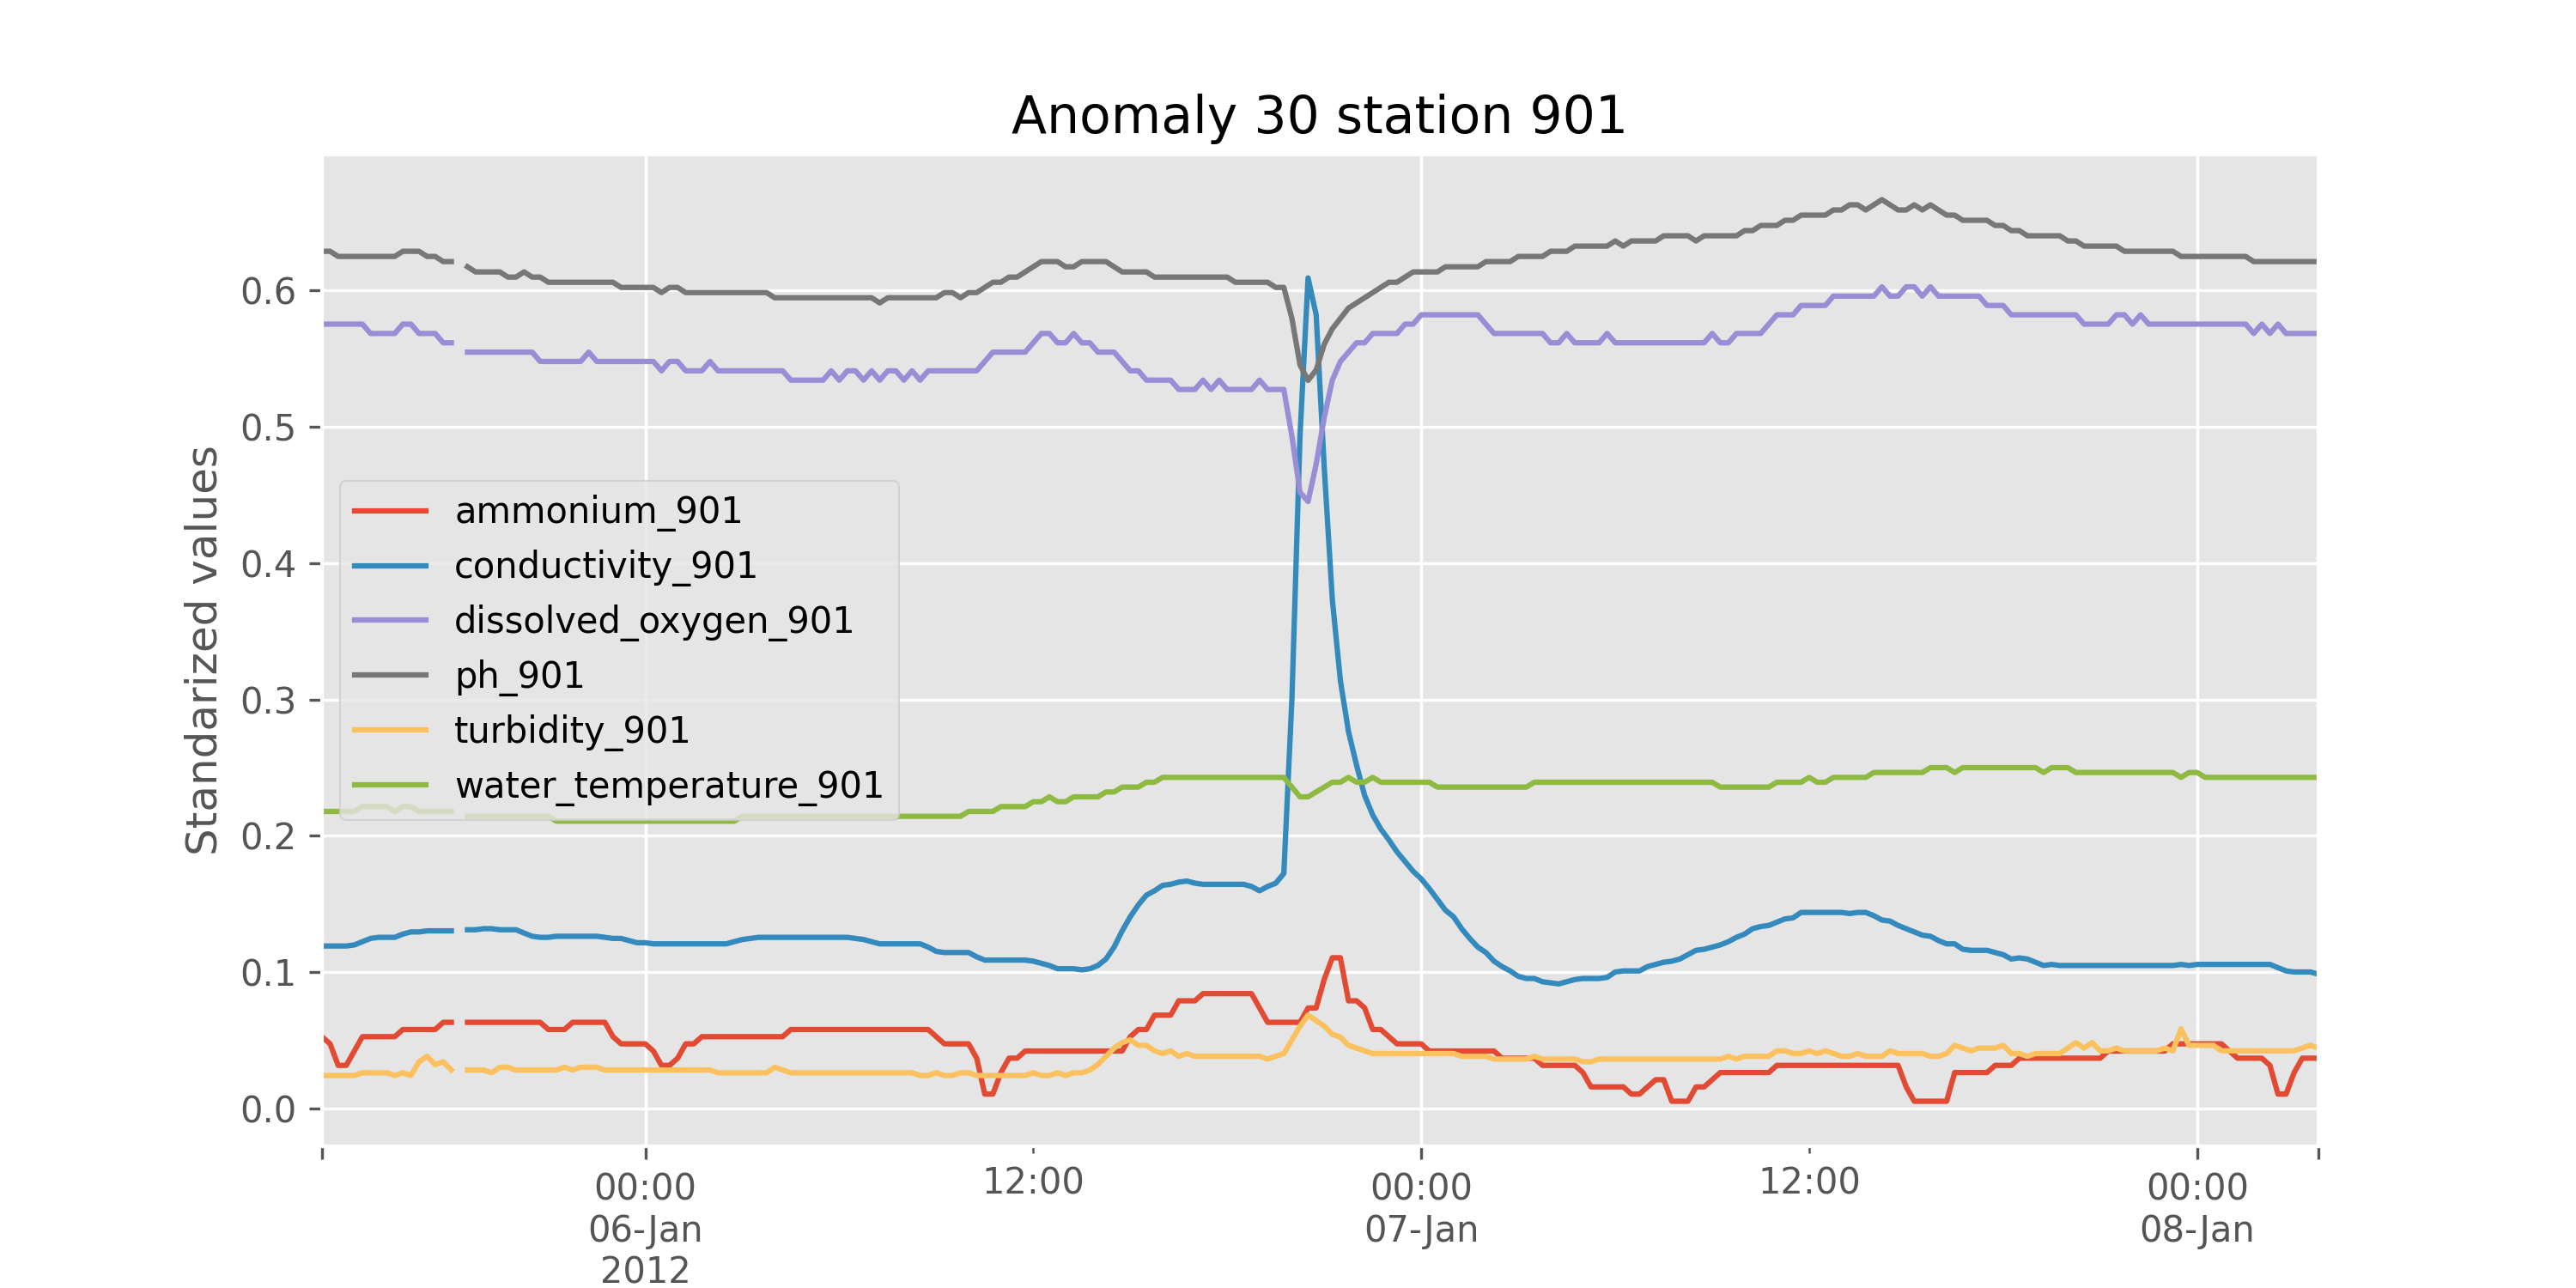 Anomaly 30 station 901
Standarized values
0.6
0.5
0.4
0.3
0.2
0.1
0.0
ammonium_901
conductivity_901
dissolved_oxygen_901
ph_901
turbidity_901
water_temperature_901
00:00
06-Jan
2012
12:00
00:00
07-Jan
12:00
00:00
08-Jan